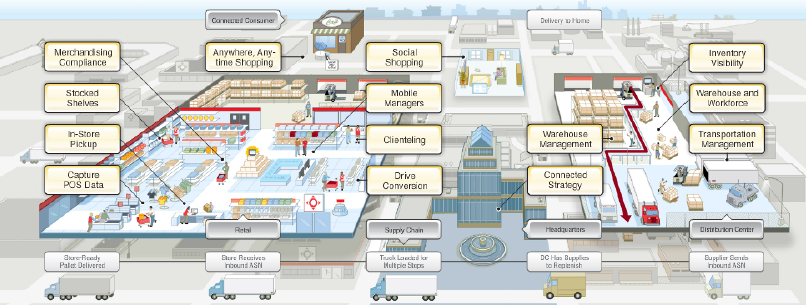 Connected Consumer
Delivery to Home
Merchandising
Compliance
Anywhere, Any-
time Shopping
Social
Shopping
Inventory
Visibility
Stocked
Shelves
Mobile
Managers
Warehouse and
Workforce
In-Store
Pickup
Clienteling
Warehouse
Management
Transportation
Management
Capture
POS Data
Drive
Conversion
Connected
Strategy
Retail
Supply Chain
Headquarters
Distribution Center
Store-Ready
Pallet Delivered
Store Receives
Inbound ASN
Truck Loaded for
Multiple Steps
DC Has Supplies
to Replenish
Supplier Sends
Inbound ASN